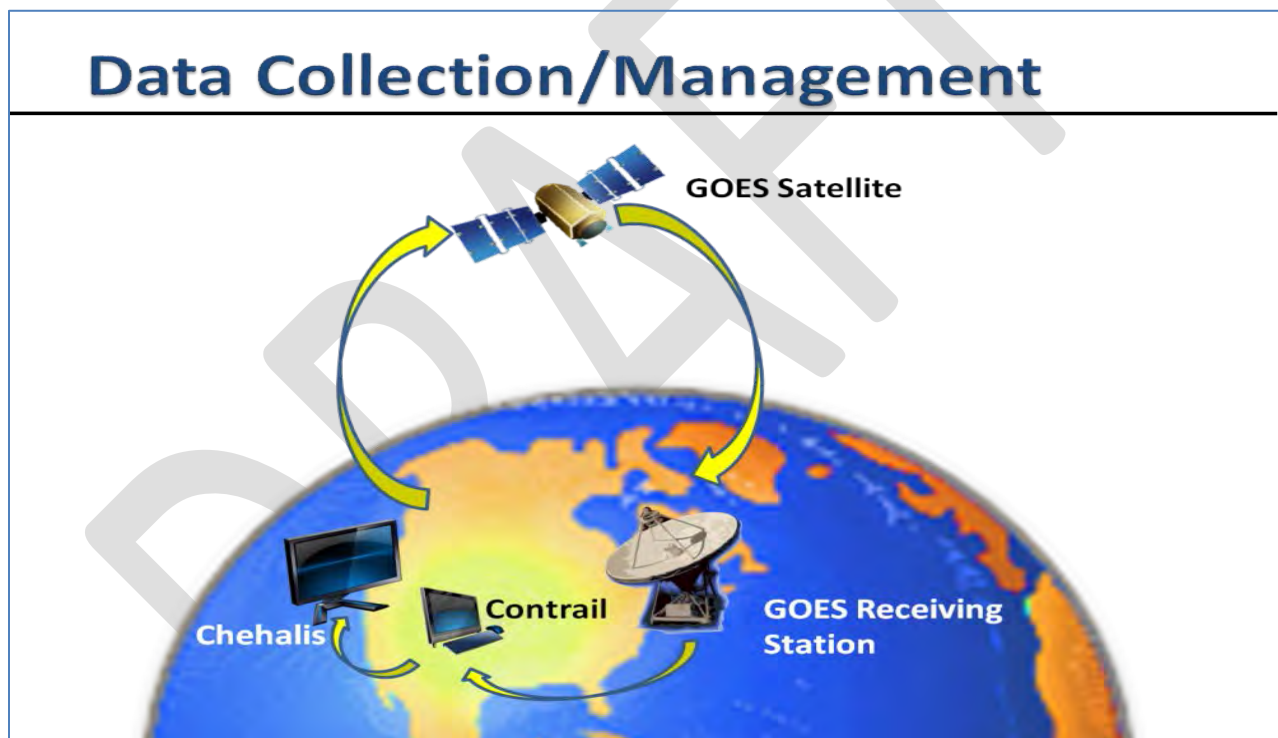 Data Collection/Management
GOES Satellite
Contrail
Chehalis
GOES Receiving
Station
DRAFT